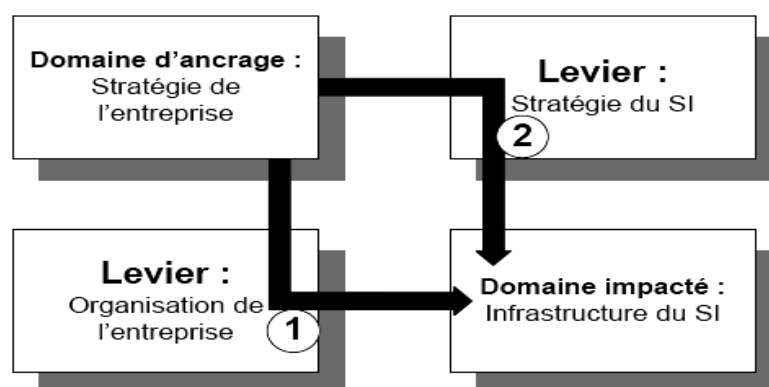 Domaine d'ancrage :
Stratégie de
l'entreprise
Levier :
Stratégie du SI
2
Levier :
Organisation de
l'entreprise
1
Domaine impacté :
Infrastructure du SI